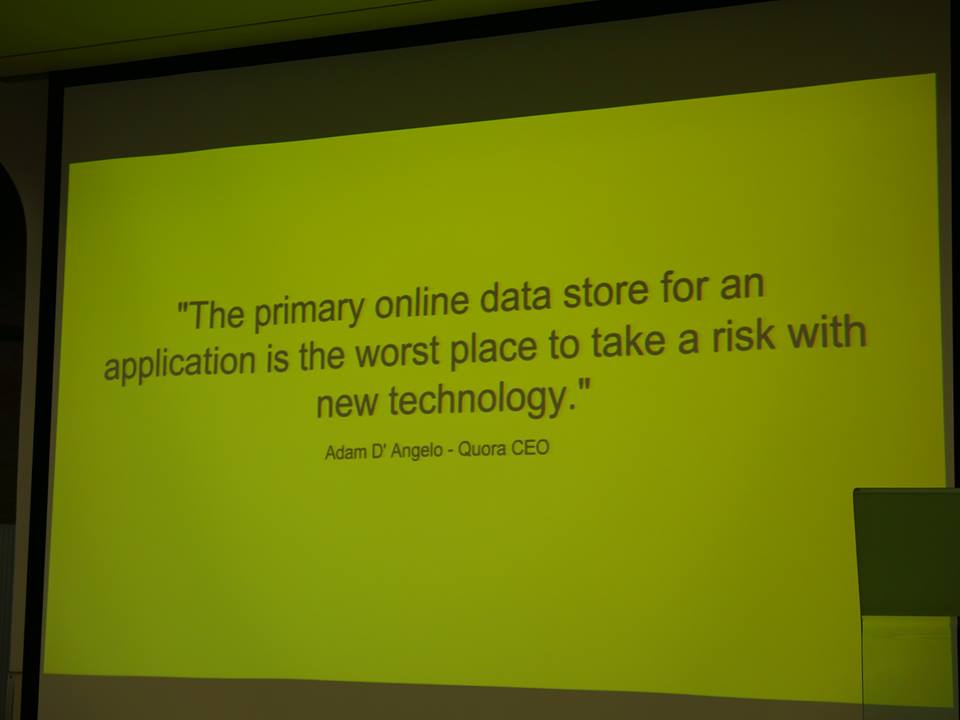 "The primary online data store for an
application is the worst place to take a risk with
new technology."
Adam D' Angelo - Quora CEO